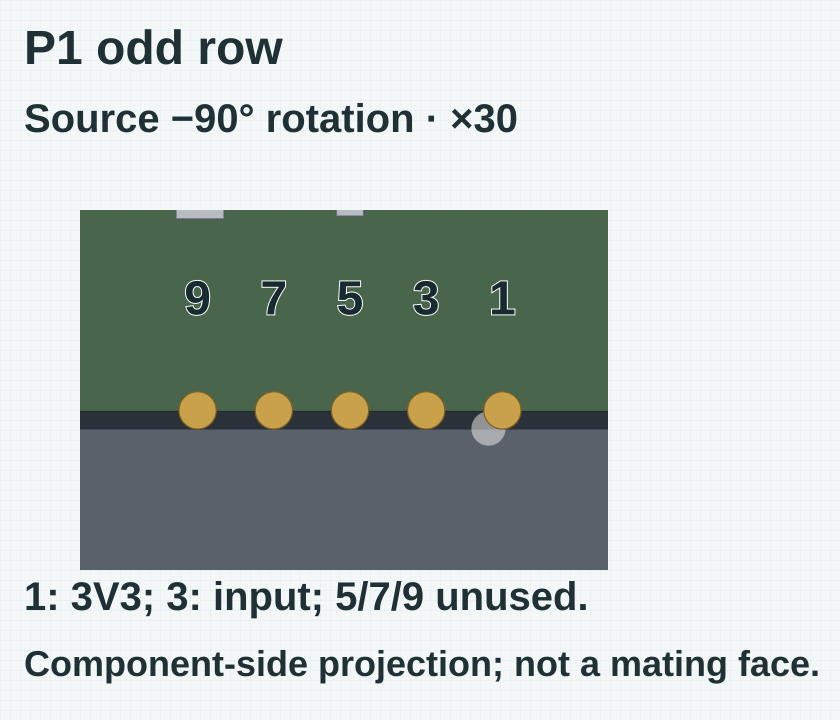 P1 odd row
Source −90° rotation · ×30
9 7 5 3 1
1: 3V3; 3: input; 5/7/9 unused.
Component-side projection; not a mating face.